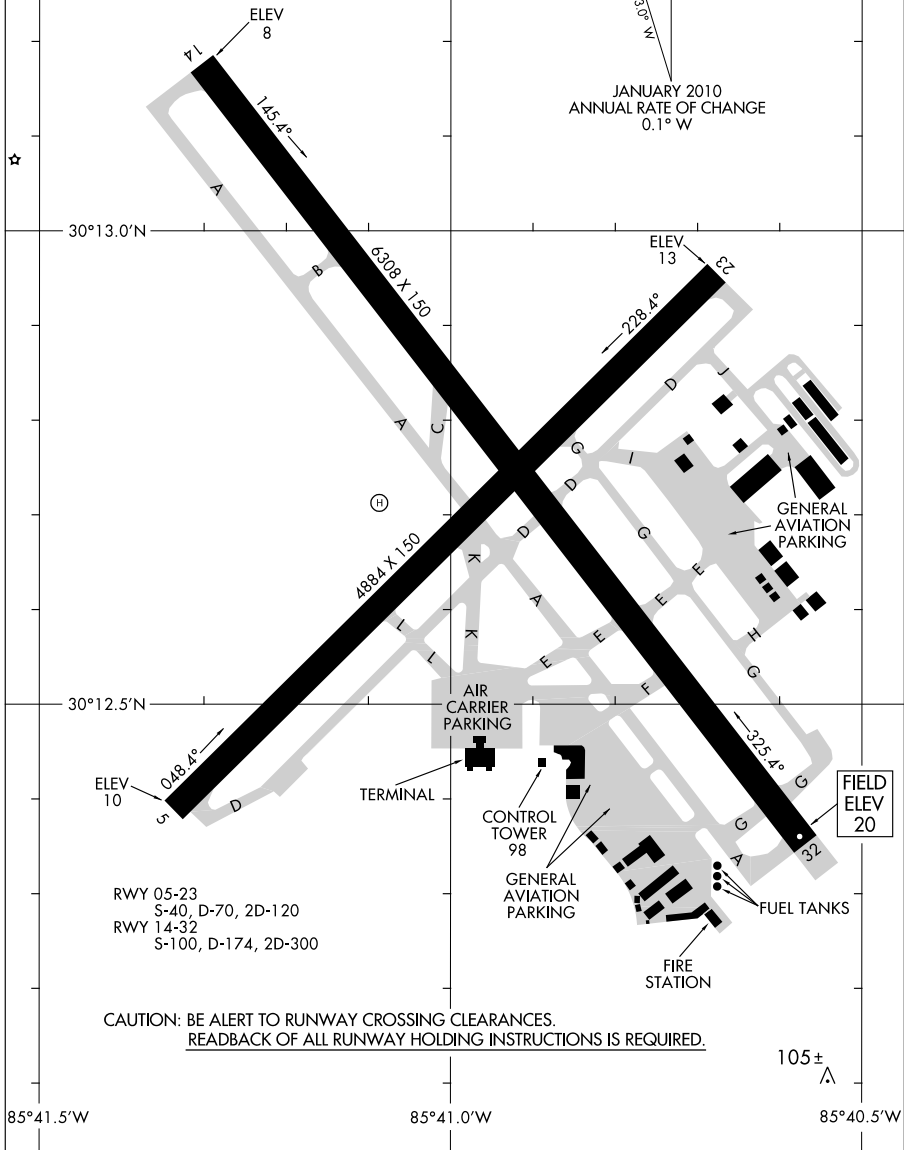 ELEV
8
14
3.0° W
JANUARY 2010
ANNUAL RATE OF CHANGE
0.1° W
145.4°
A
30°13.0'N
B
6308 X 150
ELEV
13
23
228.4°
J
D
A
C
G
I
D
H
GENERAL
AVIATION
PARKING
4884 X 150
D
G
K
E
A
E
L
K
E
H
L
E
G
F
30°12.5'N
AIR
CARRIER
PARKING
048.4°
325.4°
ELEV
10
TERMINAL
G
FIELD
ELEV
20
5
D
CONTROL
TOWER
98
G
A
32
GENERAL
AVIATION
PARKING
FUEL TANKS
RWY 05-23
S-40, D-70, 2D-120
RWY 14-32
S-100, D-174, 2D-300
FIRE
STATION
CAUTION: BE ALERT TO RUNWAY CROSSING CLEARANCES.
READBACK OF ALL RUNWAY HOLDING INSTRUCTIONS IS REQUIRED.
105±
85°41.5'W
85°41.0'W
85°40.5'W